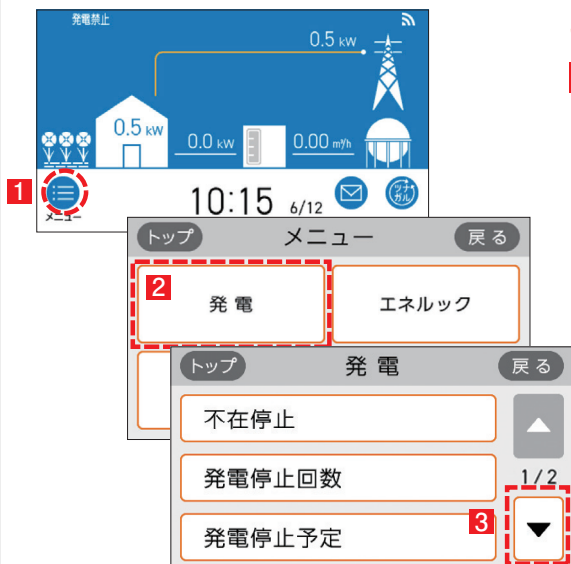 発電禁止
0.5 kW
0.5 kW
0.0 kW
0.00 m³/h
1
メニュー
10:15 6/12
ツナガル
トップ
メニュー
戻る
2
発電
エネルック
トップ
発電
戻る
不在停止
発電停止回数
1/2
発電停止予定
3